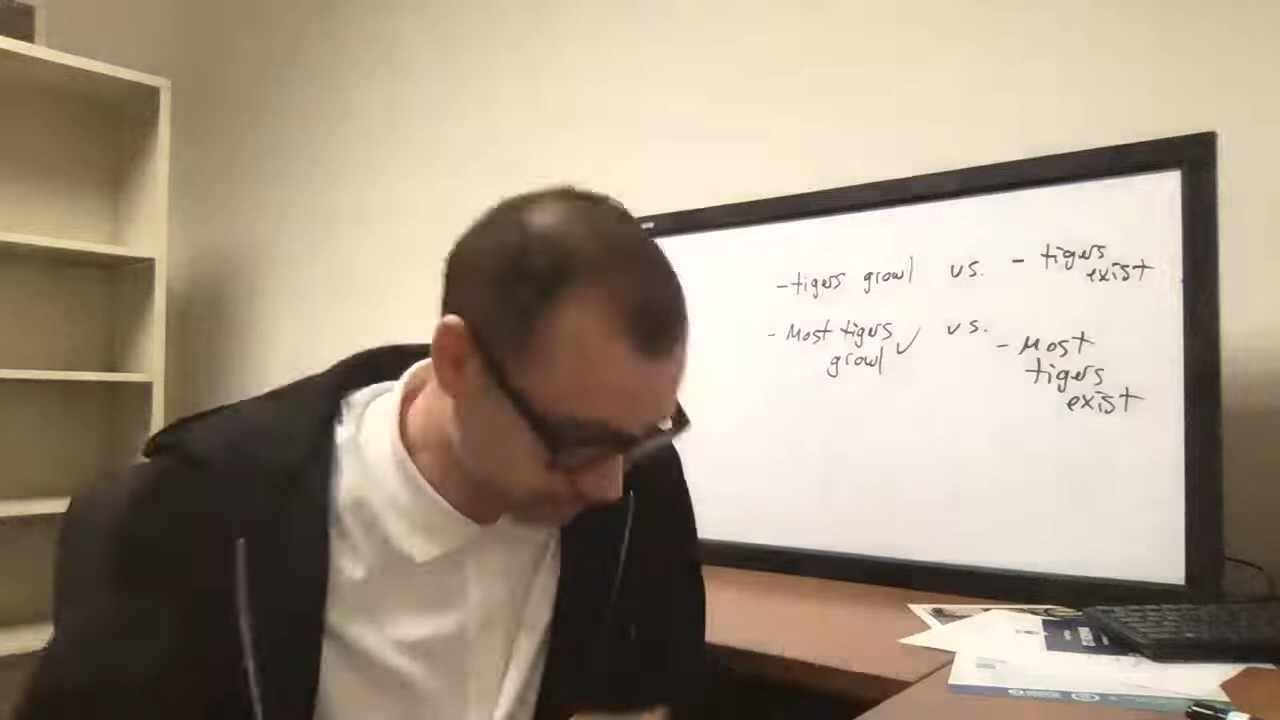 - tigers growl vs. - tigers
exist
- Most tigers ✓ vs. - Most
growl tigers
exist